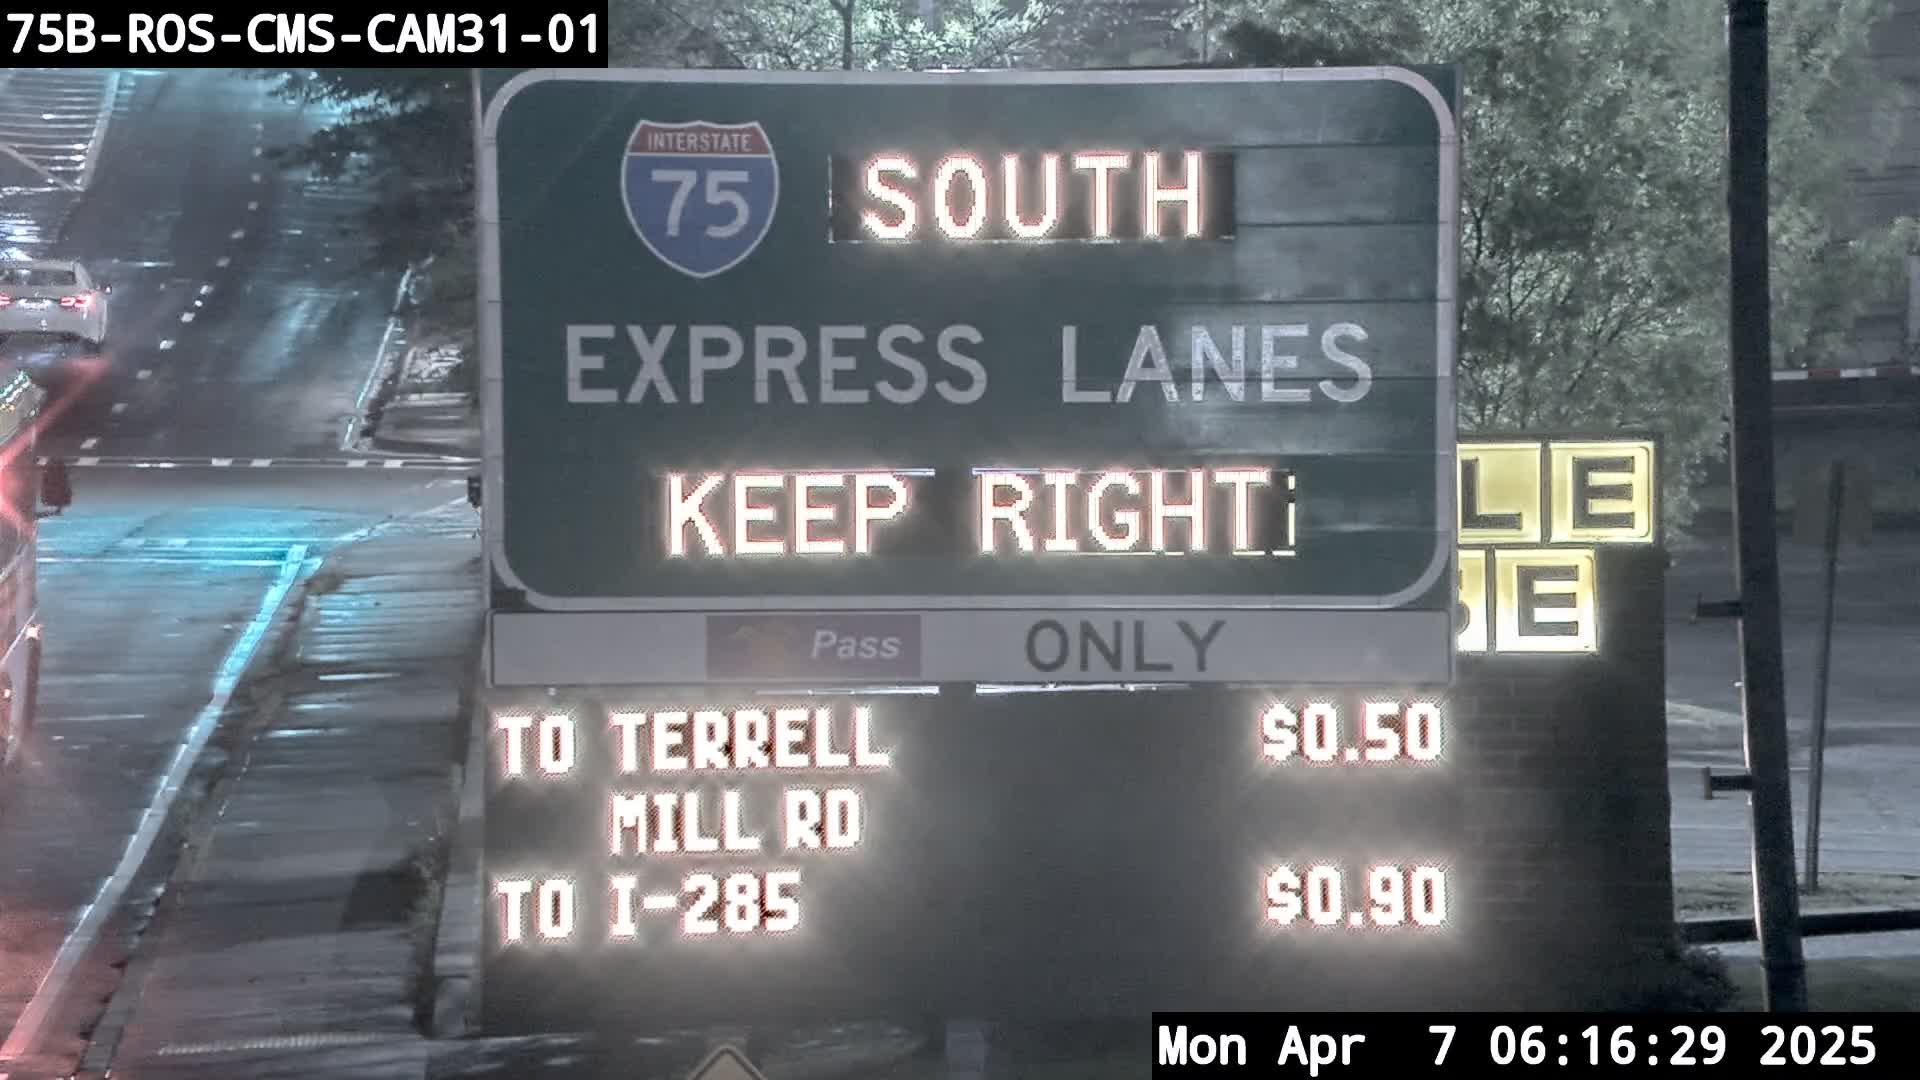 75B-ROS-CMS-CAM31-01
INTERSTATE
75
SOUTH
EXPRESS LANES
KEEP RIGHT
Pass
ONLY
LE
E
TO TERRELL $0.50
MILL RD
TO I-285 $0.90
Mon Apr 7 06:16:29 2025